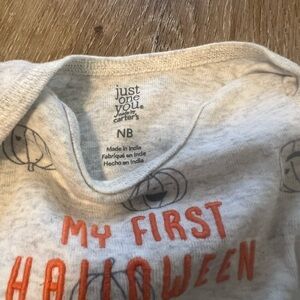 just
one
you®
made by
carter's
NB
Made in India
Fabriqué en Inde
Hecho en India
MY FIRST
HALLOWEEN